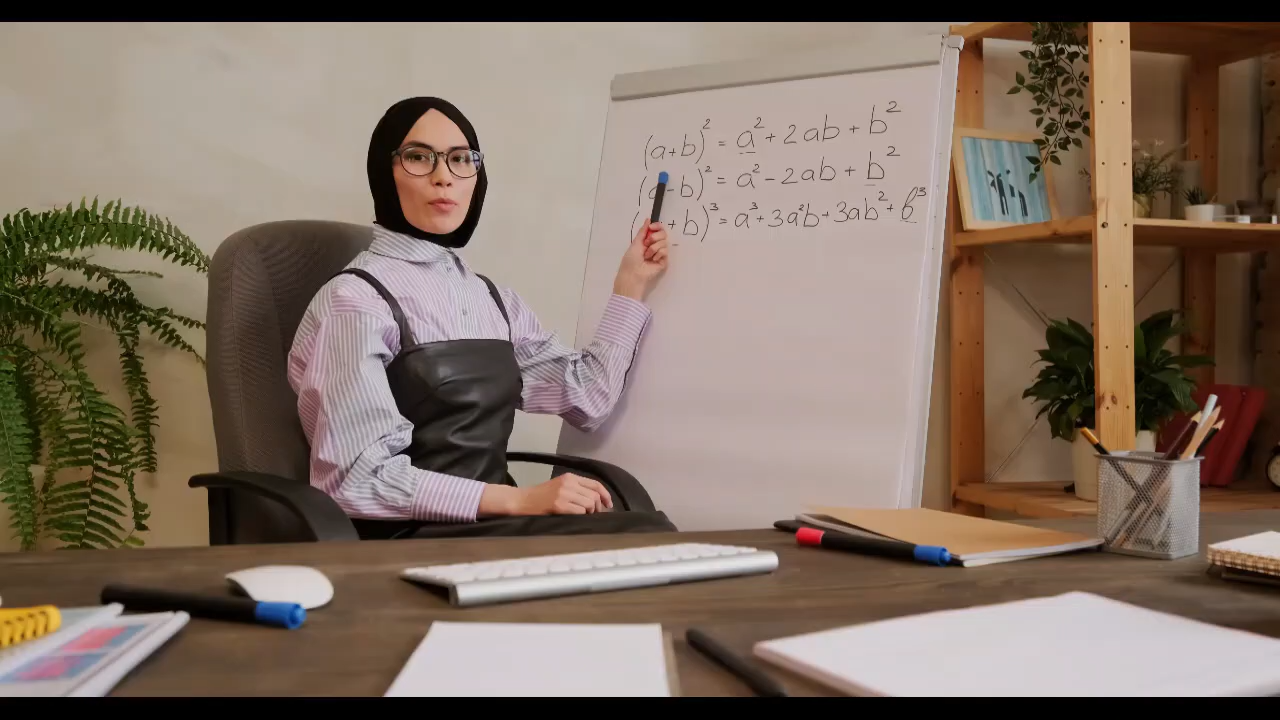 (a+b)² = a² + 2ab + b²
(a-b)² = a² - 2ab + b²
( + b)³ = a³ + 3a²b + 3ab² + b³